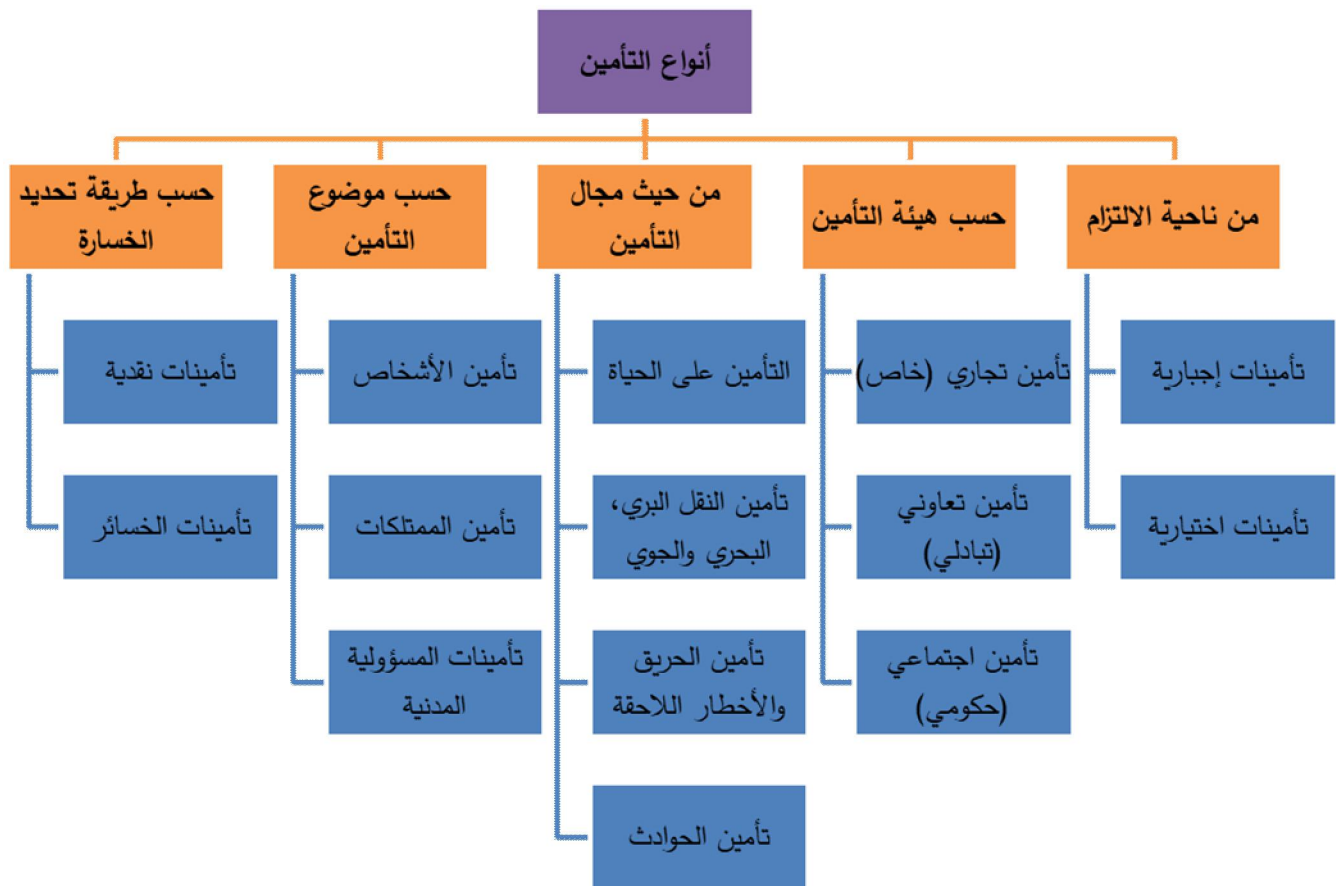 أنواع التأمين
من ناحية الالتزام
تأمينات إجبارية
تأمينات اختيارية
حسب هيئة التأمين
تأمين تجاري (خاص)
تأمين تعاوني
(تبادلي)
تأمين اجتماعي
(حكومي)
من حيث مجال
التأمين
التأمين على الحياة
تأمين النقل البري،
البحري والجوي
تأمين الحريق
والأخطار اللاحقة
تأمين الحوادث
حسب موضوع
التأمين
تأمين الأشخاص
تأمين الممتلكات
تأمينات المسؤولية
المدنية
حسب طريقة تحديد
الخسارة
تأمينات نقدية
تأمينات الخسائر